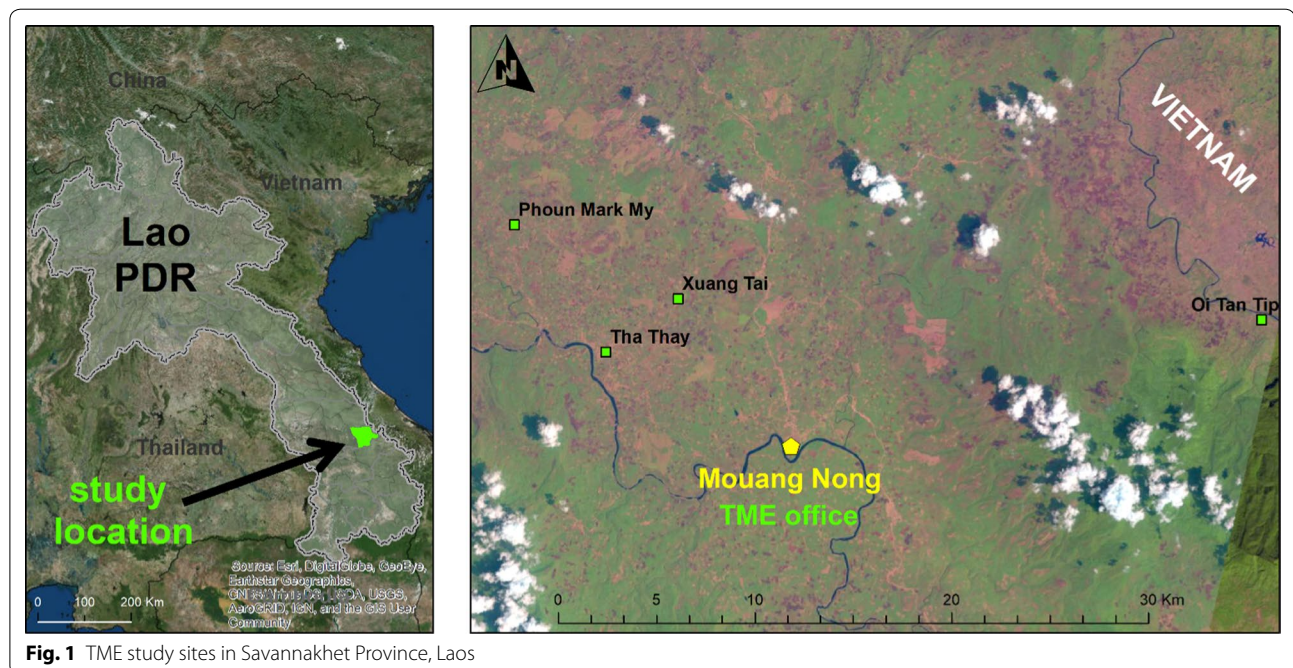 China
Vietnam
Lao
PDR
Thailand
study
location
Source: Esri, DigitalGlobe, GeoEye,
Earthstar Geographics,
CNES/Airbus DS, USDA, USGS,
AeroGRID, IGN, and the GIS User
Community
0 100 200 Km
N
VIETNAM
Phoun Mark My
Xuang Tai
Oi Tan Tip
Tha Thay
Mouang Nong
TME office
0 5 10 20 30 Km
Fig. 1 TME study sites in Savannakhet Province, Laos